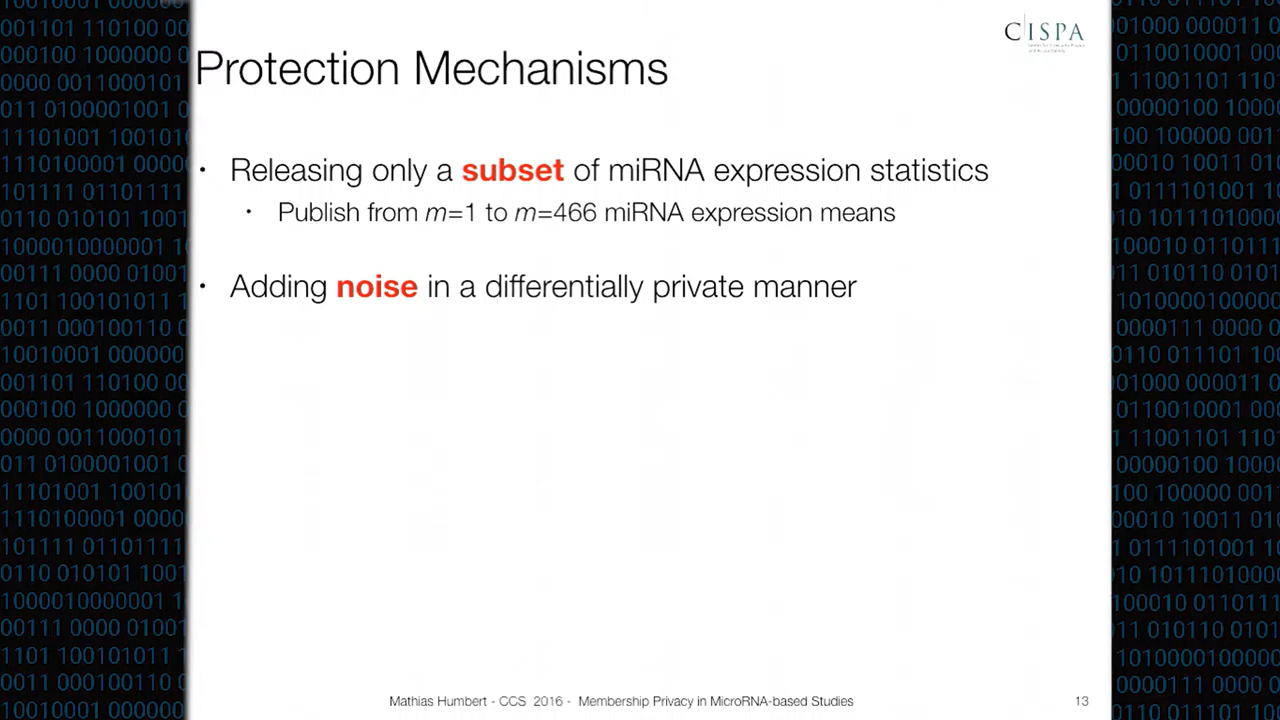 CISPA
Protection Mechanisms
• Releasing only a subset of miRNA expression statistics
• Publish from m=1 to m=466 miRNA expression means
• Adding noise in a differentially private manner
Mathias Humbert - CCS 2016 - Membership Privacy in MicroRNA-based Studies
13